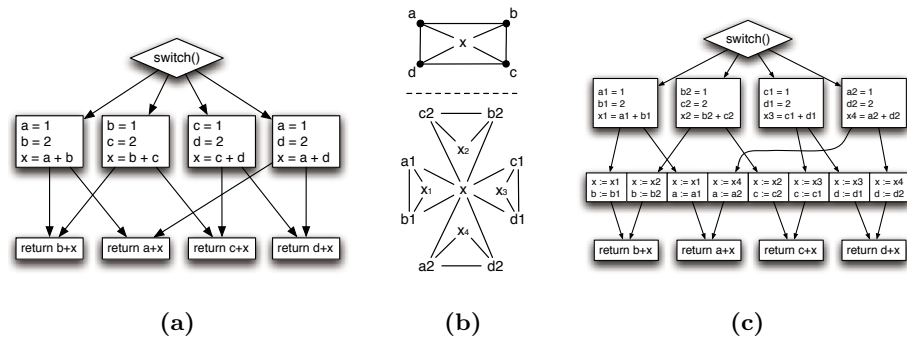 switch()
a = 1
b = 2
x = a + b
b = 1
c = 2
x = b + c
c = 1
d = 2
x = c + d
a = 1
d = 2
x = a + d
return b+x
return a+x
return c+x
return d+x
(a)
a
b
x
d
c
c2
b2
x2
a1
c1
x1
x
x3
b1
d1
x4
a2
d2
(b)
switch()
a1 = 1
b1 = 2
x1 = a1 + b1
b2 = 1
c2 = 2
x2 = b2 + c2
c1 = 1
d1 = 2
x3 = c1 + d1
a2 = 1
d2 = 2
x4 = a2 + d2
x := x1
b := b1
x := x2
b := b2
x := x1
a := a1
x := x4
a := a2
x := x2
c := c2
x := x3
c := c1
x := x3
d := d1
x := x4
d := d2
return b+x
return a+x
return c+x
return d+x
(c)